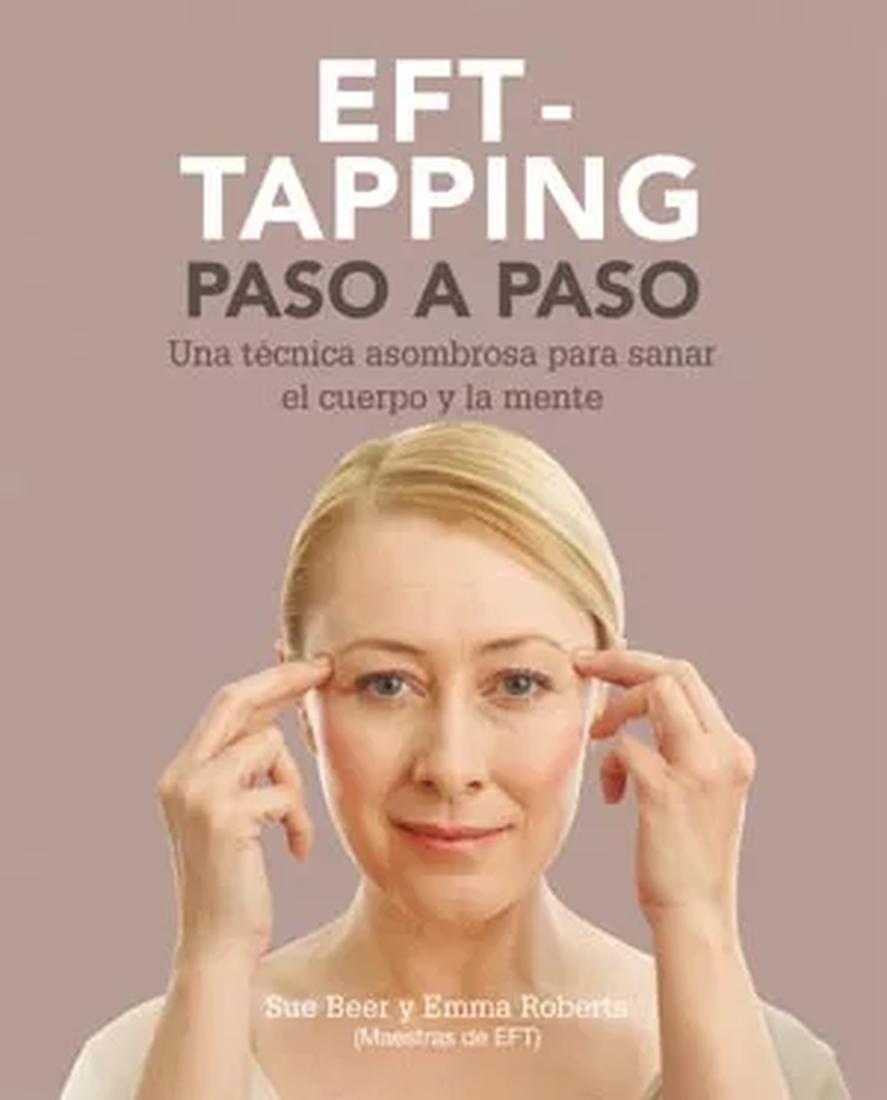 EFT-
TAPPING
PASO A PASO
Una técnica asombrosa para sanar
el cuerpo y la mente
Sue Beer y Emma Roberts
(Maestras de EFT)